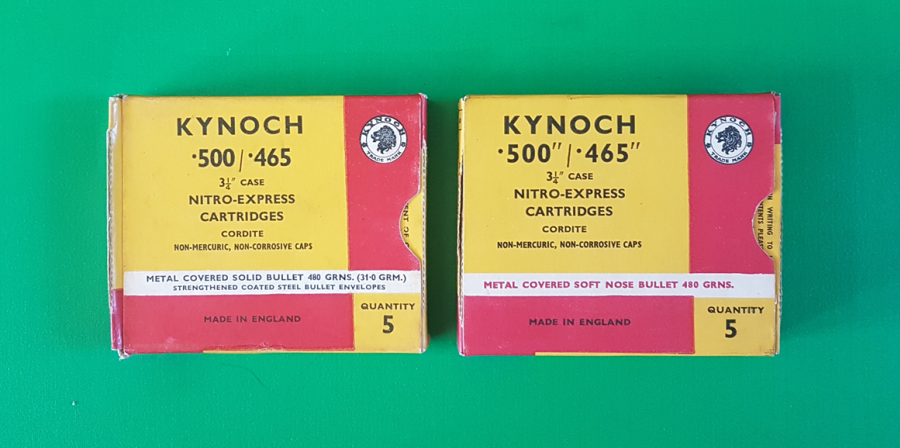 KYNOCH
·500/·465
3¼" CASE
NITRO-EXPRESS
CARTRIDGES
CORDITE
NON-MERCURIC, NON-CORROSIVE CAPS
KYNOCH
TRADE MARK
METAL COVERED SOLID BULLET 480 GRNS. (31·0 GRM.)
STRENGTHENED COATED STEEL BULLET ENVELOPES
MADE IN ENGLAND
QUANTITY
5
KYNOCH
·500"/·465"
3¼" CASE
NITRO-EXPRESS
CARTRIDGES
CORDITE
NON-MERCURIC, NON-CORROSIVE CAPS
KYNOCH
TRADE MARK
WRITING TO
METAL COVERED SOFT NOSE BULLET 480 GRNS.
MADE IN ENGLAND
QUANTITY
5